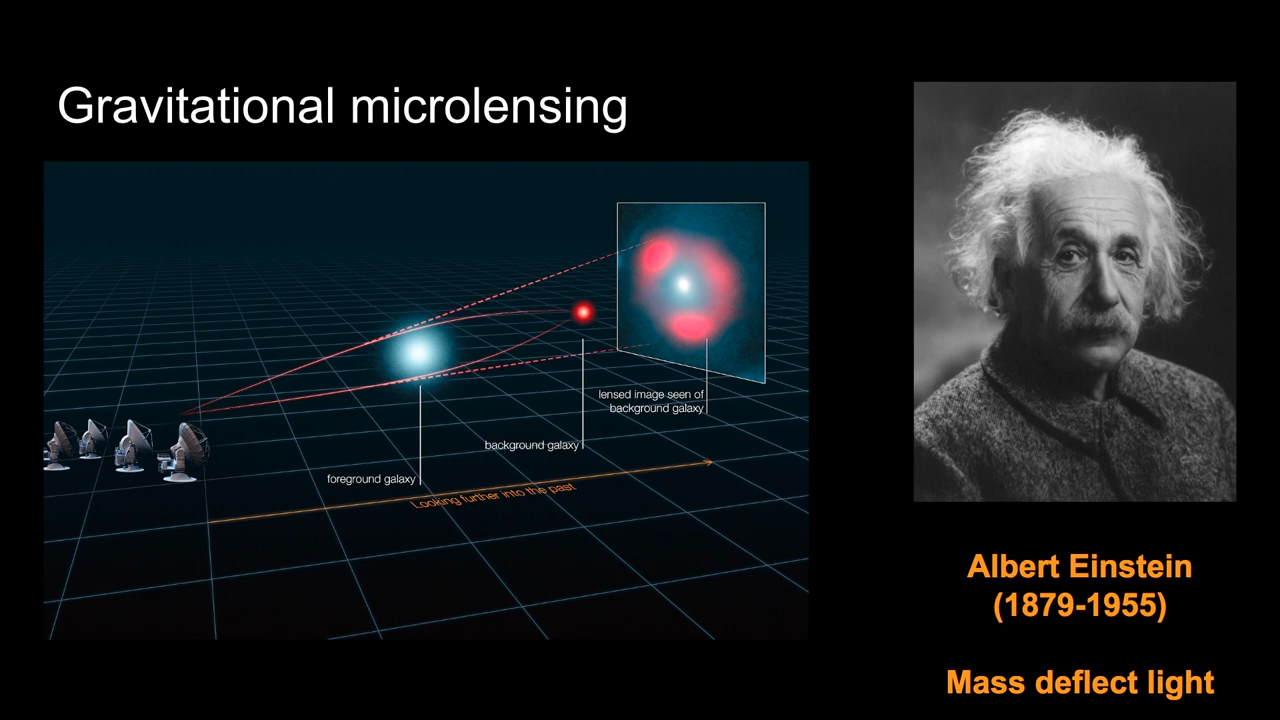 Gravitational microlensing
lensed image seen of
background galaxy
background galaxy
foreground galaxy
Looking further into the past
Albert Einstein
(1879-1955)
Mass deflect light